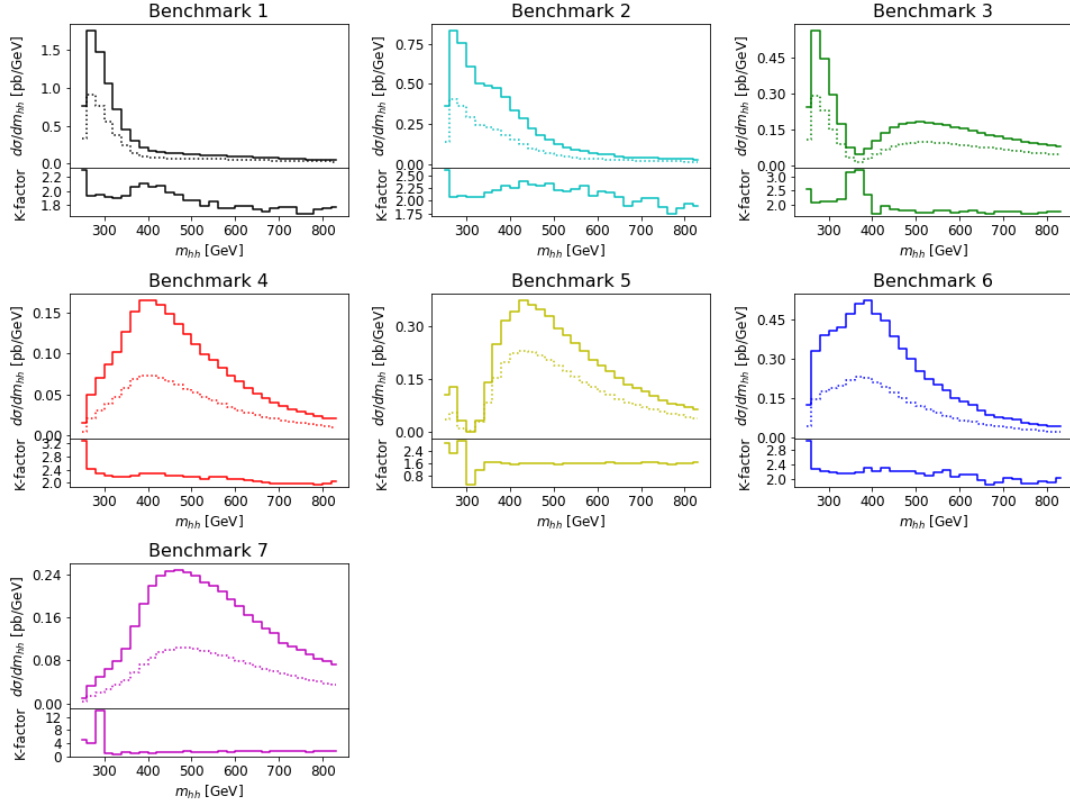 Benchmark 1
dσ/dm_hh [pb/GeV]
1.5
1.0
0.5
0.0
K-factor
2.2
2.0
1.8
300 400 500 600 700 800
m_hh [GeV]
Benchmark 2
dσ/dm_hh [pb/GeV]
0.75
0.50
0.25
0.00
K-factor
2.50
2.25
2.00
1.75
300 400 500 600 700 800
m_hh [GeV]
Benchmark 3
dσ/dm_hh [pb/GeV]
0.45
0.30
0.15
0.00
K-factor
3.0
2.5
2.0
300 400 500 600 700 800
m_hh [GeV]
Benchmark 4
dσ/dm_hh [pb/GeV]
0.15
0.10
0.05
0.00
K-factor
3.2
2.8
2.4
2.0
300 400 500 600 700 800
m_hh [GeV]
Benchmark 5
dσ/dm_hh [pb/GeV]
0.30
0.15
0.00
K-factor
2.4
1.6
0.8
300 400 500 600 700 800
m_hh [GeV]
Benchmark 6
dσ/dm_hh [pb/GeV]
0.45
0.30
0.15
0.00
K-factor
2.8
2.4
2.0
300 400 500 600 700 800
m_hh [GeV]
Benchmark 7
dσ/dm_hh [pb/GeV]
0.24
0.16
0.08
0.00
K-factor
12
8
4
0
300 400 500 600 700 800
m_hh [GeV]